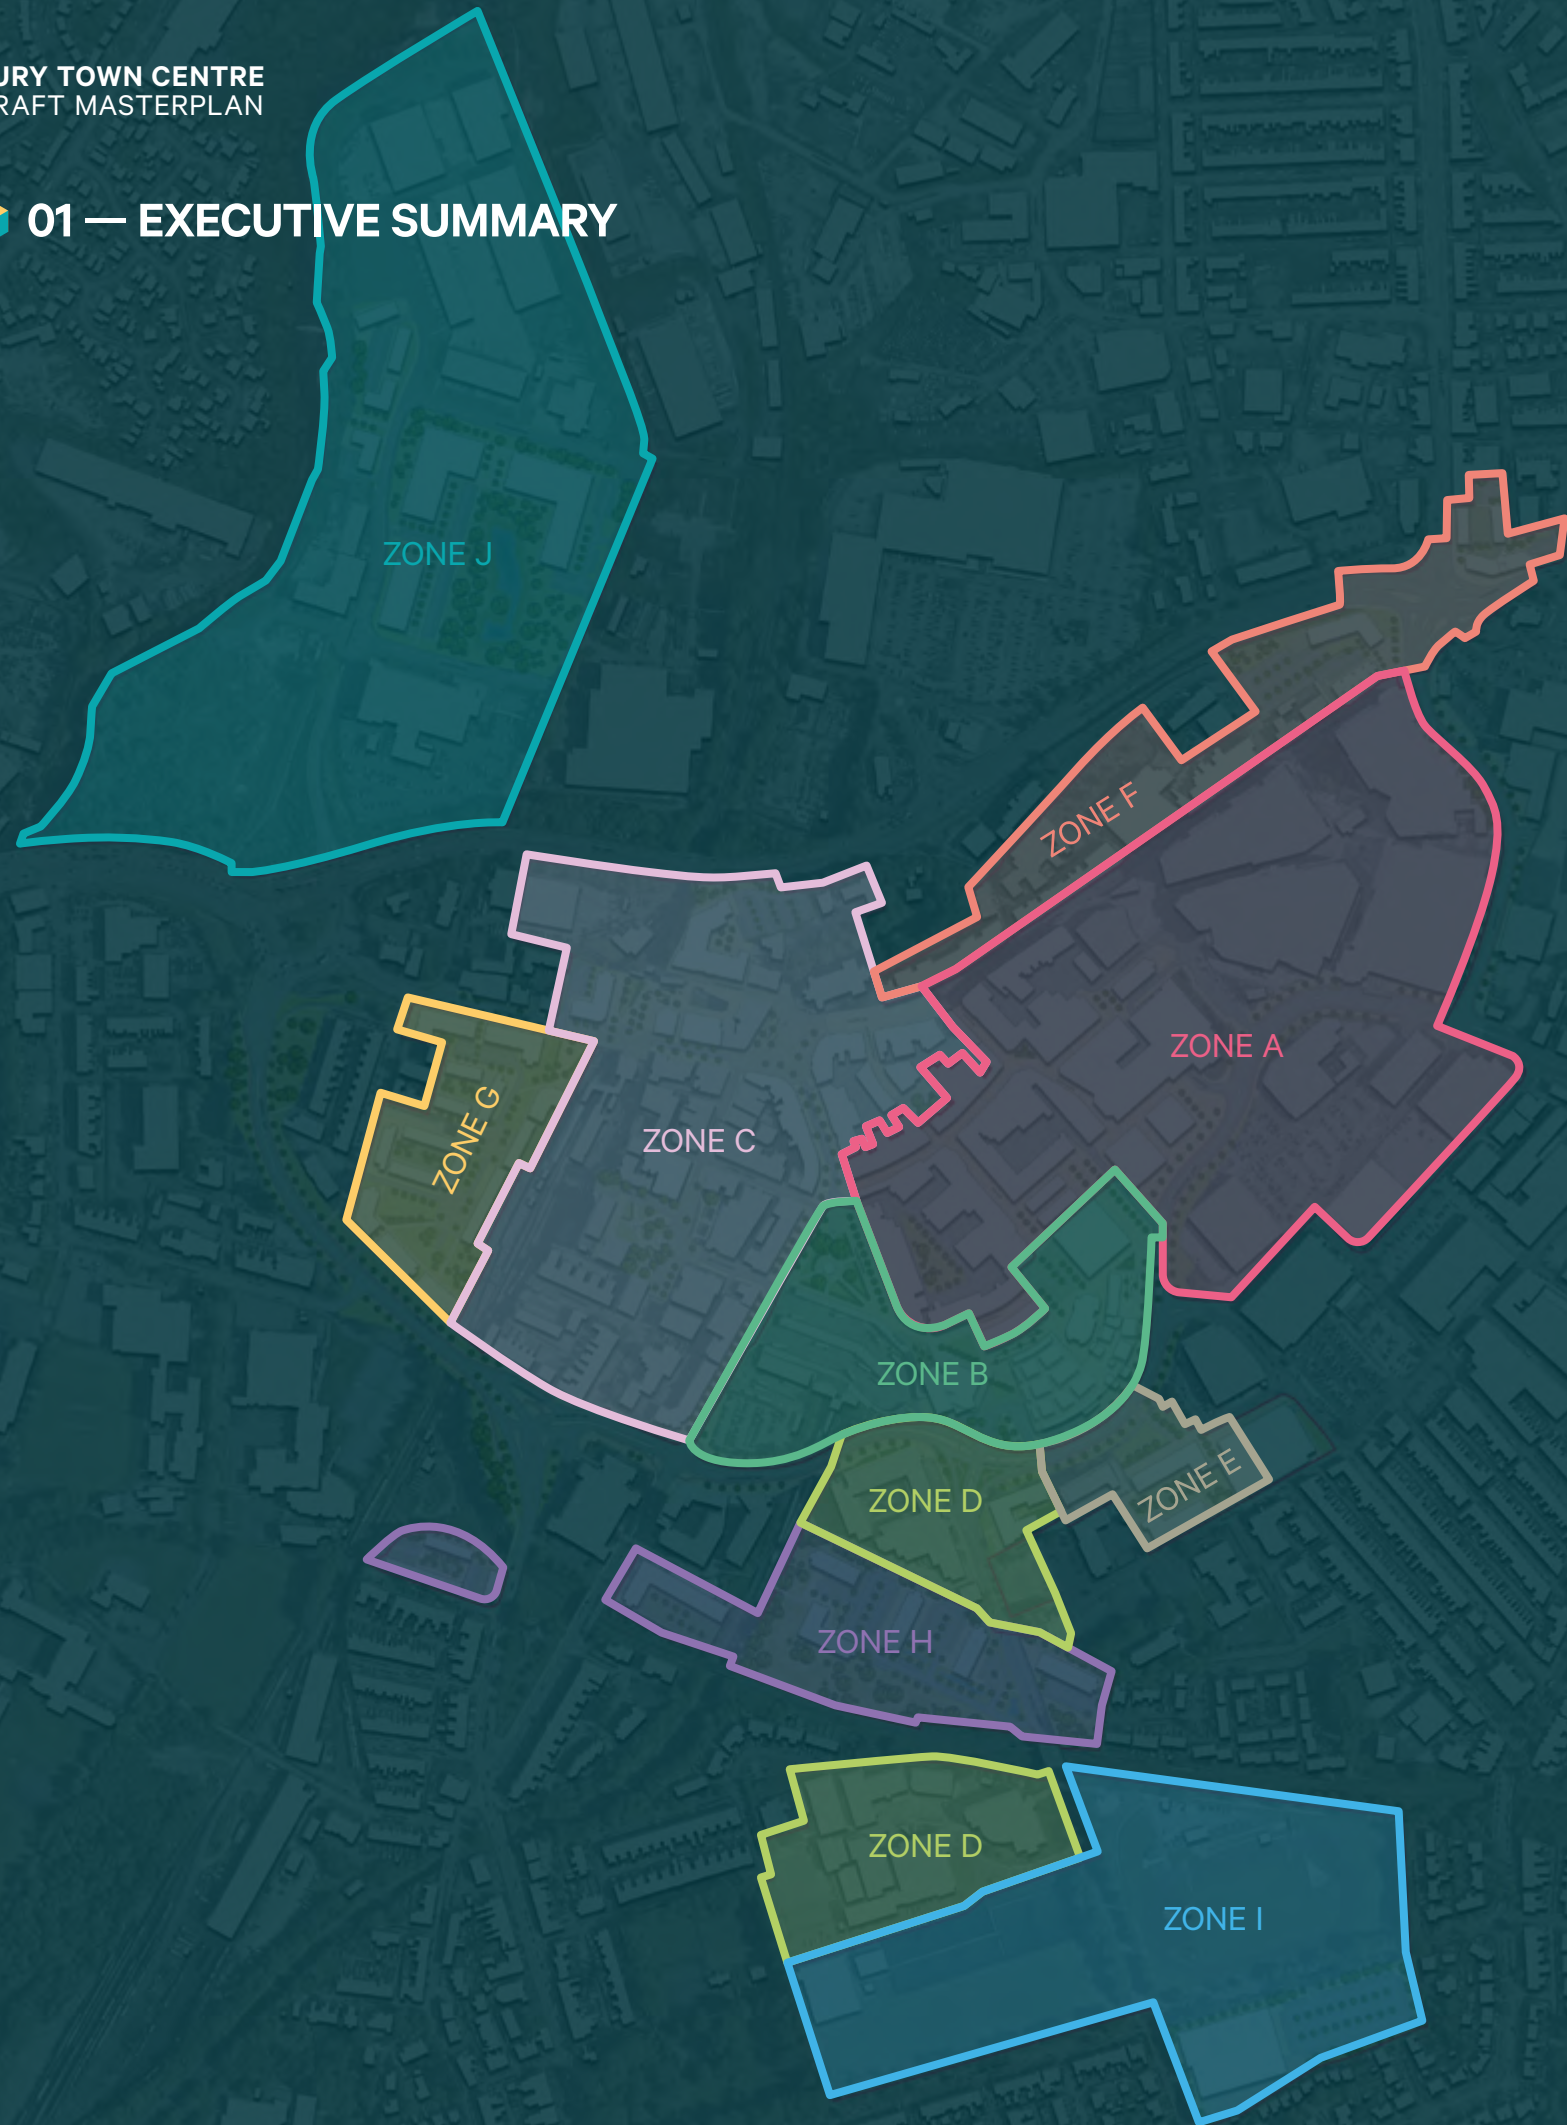 URY TOWN CENTRE
RAFT MASTERPLAN
01 — EXECUTIVE SUMMARY
ZONE J
ZONE F
ZONE A
ZONE G
ZONE C
ZONE B
ZONE E
ZONE D
ZONE H
ZONE D
ZONE I